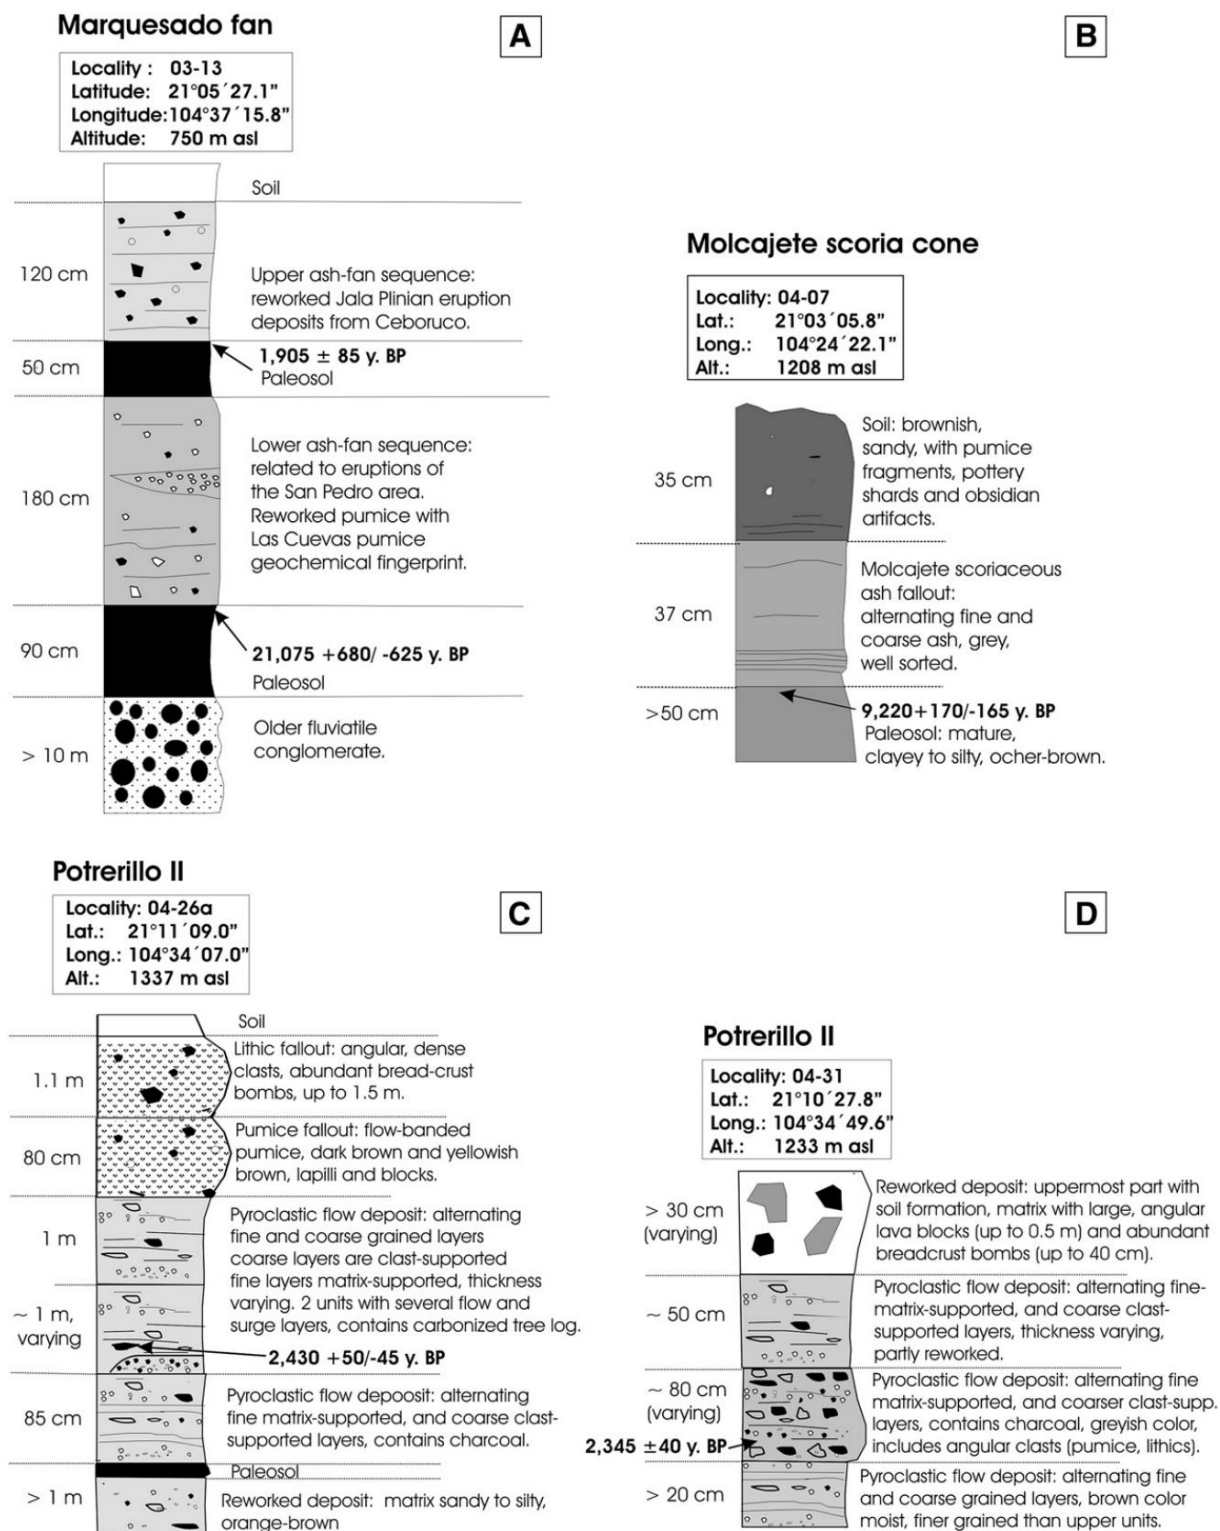 Marquesado fan
A
Locality : 03-13
Latitude: 21°05´27.1”
Longitude:104°37´15.8”
Altitude: 750 m asl
Soil
120 cm
Upper ash-fan sequence:
reworked Jala Plinian eruption
deposits from Ceboruco.
50 cm
1,905 ± 85 y. BP
Paleosol
180 cm
Lower ash-fan sequence:
related to eruptions of
the San Pedro area.
Reworked pumice with
Las Cuevas pumice
geochemical fingerprint.
90 cm
21,075 +680/ -625 y. BP
Paleosol
> 10 m
Older fluviatile
conglomerate.
B
Molcajete scoria cone
Locality: 04-07
Lat.: 21°03´05.8”
Long.: 104°24´22.1”
Alt.: 1208 m asl
35 cm
Soil: brownish,
sandy, with pumice
fragments, pottery
shards and obsidian
artifacts.
37 cm
Molcajete scoriaceous
ash fallout:
alternating fine and
coarse ash, grey,
well sorted.
>50 cm
9,220+170/-165 y. BP
Paleosol: mature,
clayey to silty, ocher-brown.
Potrerillo II
C
Locality: 04-26a
Lat.: 21°11´09.0”
Long.: 104°34´07.0”
Alt.: 1337 m asl
Soil
1.1 m
Lithic fallout: angular, dense
clasts, abundant bread-crust
bombs, up to 1.5 m.
80 cm
Pumice fallout: flow-banded
pumice, dark brown and yellowish
brown, lapilli and blocks.
1 m
Pyroclastic flow deposit: alternating
fine and coarse grained layers
coarse layers are clast-supported
fine layers matrix-supported, thickness
varying. 2 units with several flow and
surge layers, contains carbonized tree log.
~ 1 m,
varying
2,430 +50/-45 y. BP
85 cm
Pyroclastic flow depoosit: alternating
fine matrix-supported, and coarse clast-
supported layers, contains charcoal.
Paleosol
> 1 m
Reworked deposit: matrix sandy to silty,
orange-brown
D
Potrerillo II
Locality: 04-31
Lat.: 21°10´27.8”
Long.: 104°34´49.6”
Alt.: 1233 m asl
> 30 cm
(varying)
Reworked deposit: uppermost part with
soil formation, matrix with large, angular
lava blocks (up to 0.5 m) and abundant
breadcrust bombs (up to 40 cm).
~ 50 cm
Pyroclastic flow deposit: alternating fine-
matrix-supported, and coarse clast-
supported layers, thickness varying,
partly reworked.
~ 80 cm
(varying)
Pyroclastic flow deposit: alternating fine
matrix-supported, and coarser clast-supp.
layers, contains charcoal, greyish color,
includes angular clasts (pumice, lithics).
2,345 ±40 y. BP
> 20 cm
Pyroclastic flow deposit: alternating fine
and coarse grained layers, brown color
moist, finer grained than upper units.